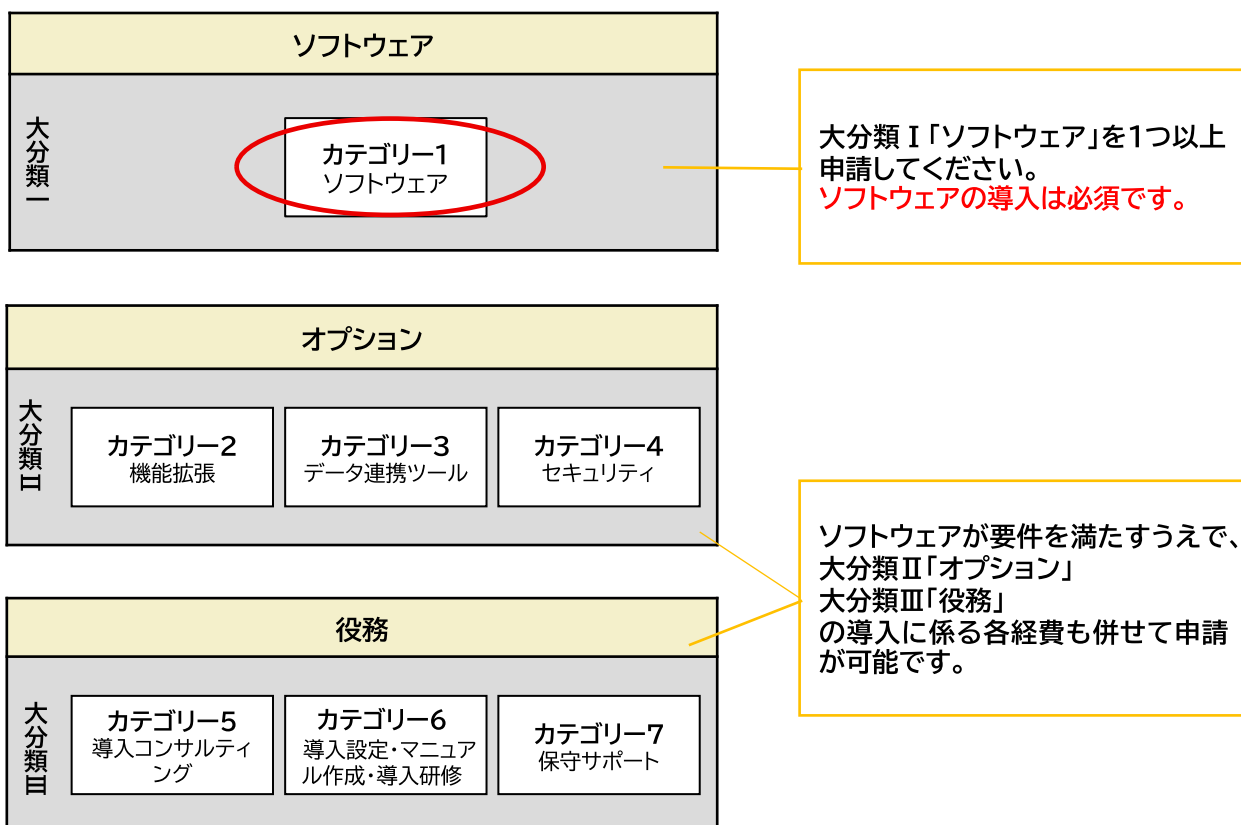 ソフトウェア
大分類Ⅰ
カテゴリー1
ソフトウェア
大分類Ⅰ「ソフトウェア」を1つ以上
申請してください。
ソフトウェアの導入は必須です。
オプション
大分類Ⅱ
カテゴリー2
機能拡張
カテゴリー3
データ連携ツール
カテゴリー4
セキュリティ
ソフトウェアが要件を満たすうえで、
大分類Ⅱ「オプション」
大分類Ⅲ「役務」
の導入に係る各経費も併せて申請
が可能です。
役務
大分類Ⅲ
カテゴリー5
導入コンサルティ
ング
カテゴリー6
導入設定・マニュア
ル作成・導入研修
カテゴリー7
保守サポート